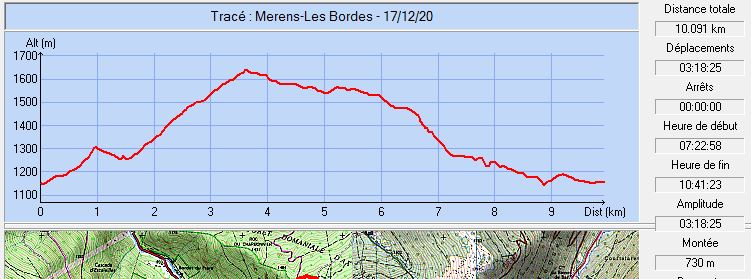 Tracé : Merens-Les Bordes - 17/12/20
Alt (m)
1700
1600
1500
1400
1300
1200
1100
0 1 2 3 4 5 6 7 8 9 Dist (km)
Distance totale
10.091 km
Déplacements
03:18:25
Arrêts
00:00:00
Heure de début
07:22:58
Heure de fin
10:41:23
Amplitude
03:18:25
Montée
730 m
Cascade
DOMANIALE